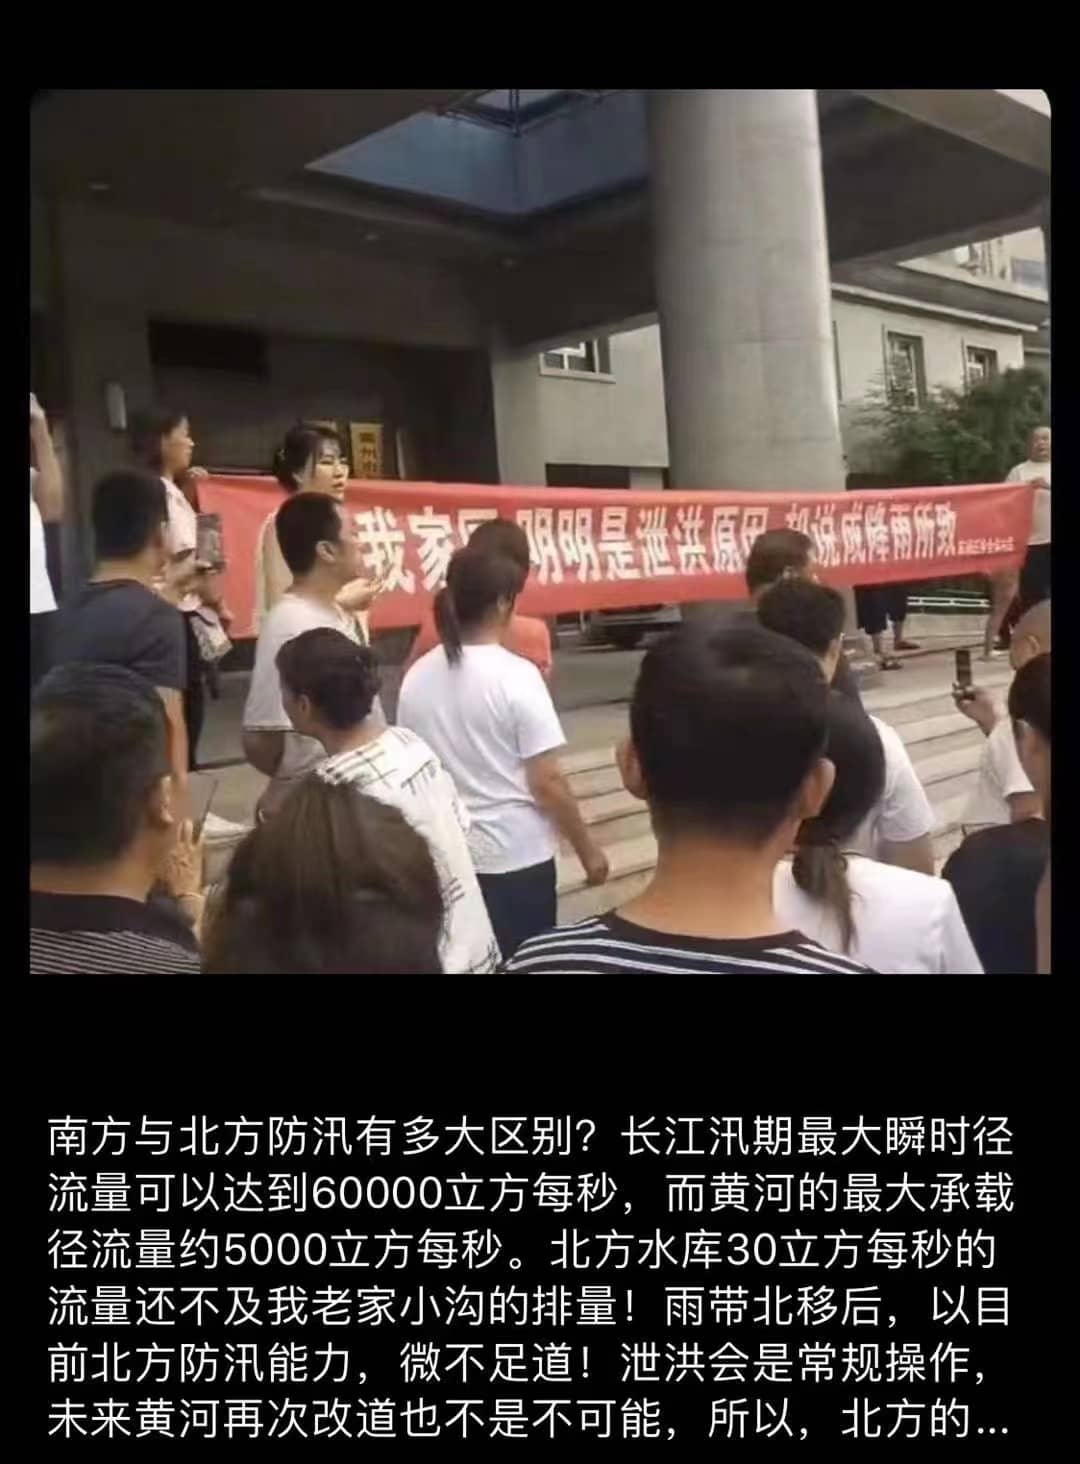 霸州市
我家园 明明是泄洪原因 却说成降雨所致
南方与北方防汛有多大区别？长江汛期最大瞬时径
流量可以达到60000立方每秒，而黄河的最大承载
径流量约5000立方每秒。北方水库30立方每秒的
流量还不及我老家小沟的排量！雨带北移后，以目
前北方防汛能力，微不足道！泄洪会是常规操作，
未来黄河再次改道也不是不可能，所以，北方的...